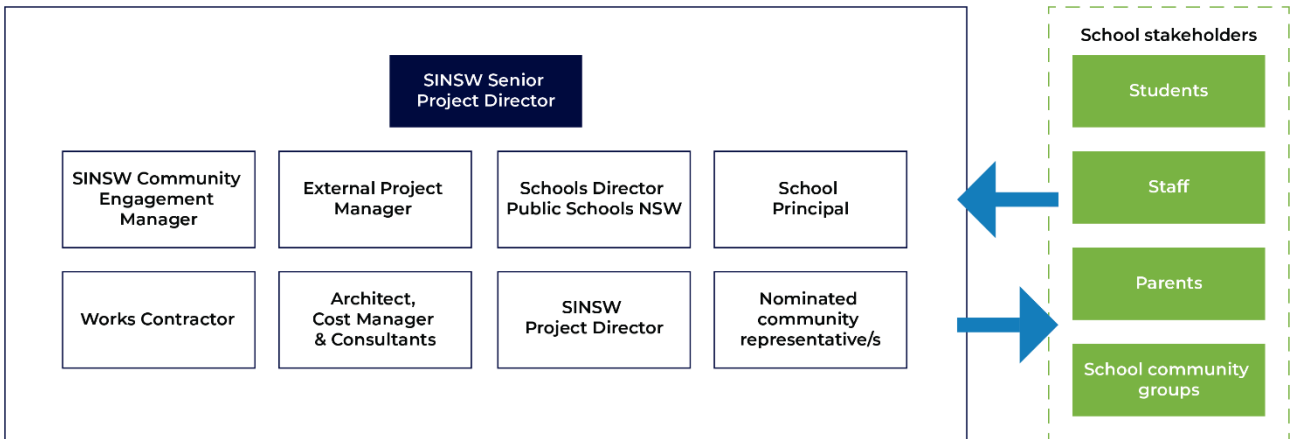 School stakeholders
SINSW Senior
Project Director
Students
SINSW Community
Engagement
Manager
External Project
Manager
Schools Director
Public Schools NSW
School
Principal
Staff
Works Contractor
Architect,
Cost Manager
& Consultants
SINSW
Project Director
Nominated
community
representative/s
Parents
School community
groups